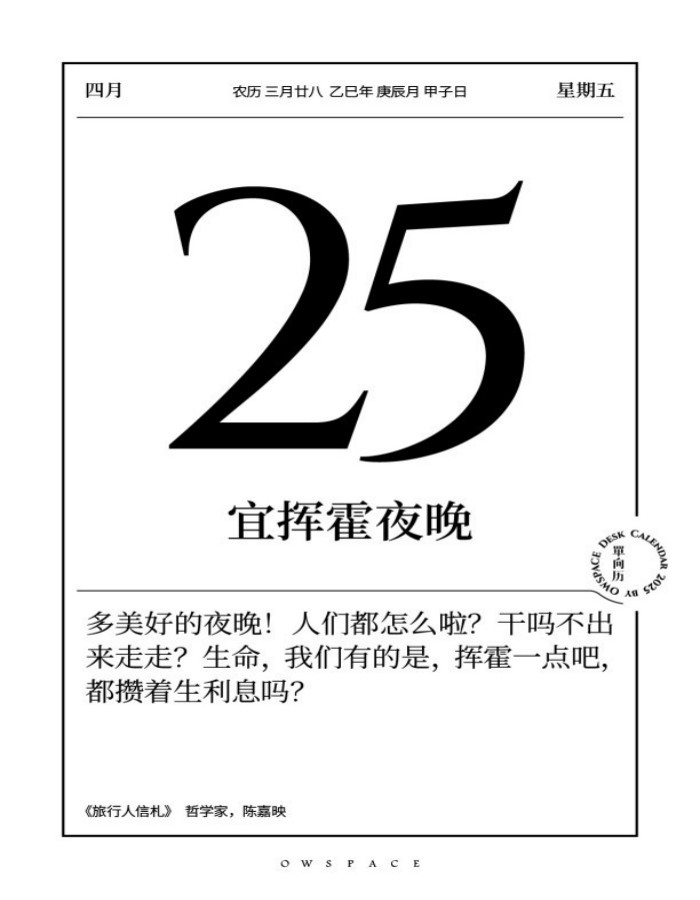 四月
农历 三月廿八 乙巳年 庚辰月 甲子日
星期五
25
宜挥霍夜晚
OWSPACE DESK CALENDAR 2025 BY
單向历
多美好的夜晚！人们都怎么啦？干吗不出
来走走？生命，我们有的是，挥霍一点吧，
都攒着生利息吗？
《旅行人信札》 哲学家，陈嘉映
OWSPACE